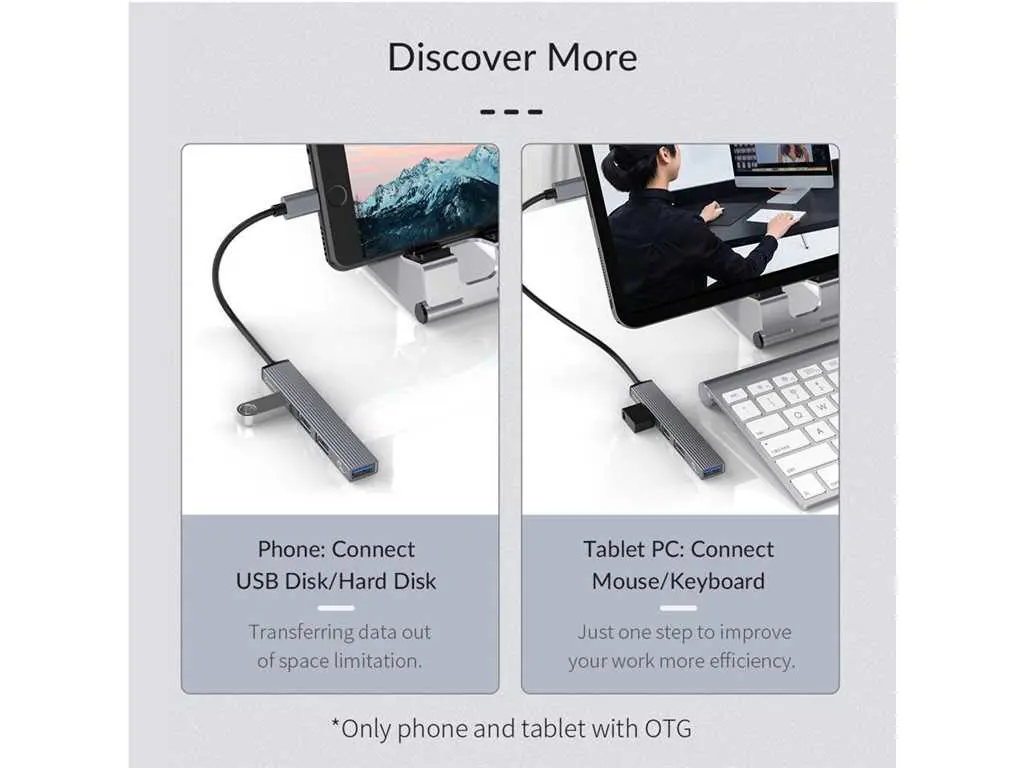 Discover More
Phone: Connect
USB Disk/Hard Disk
Transferring data out
of space limitation.
Tablet PC: Connect
Mouse/Keyboard
Just one step to improve
your work more efficiency.
*Only phone and tablet with OTG